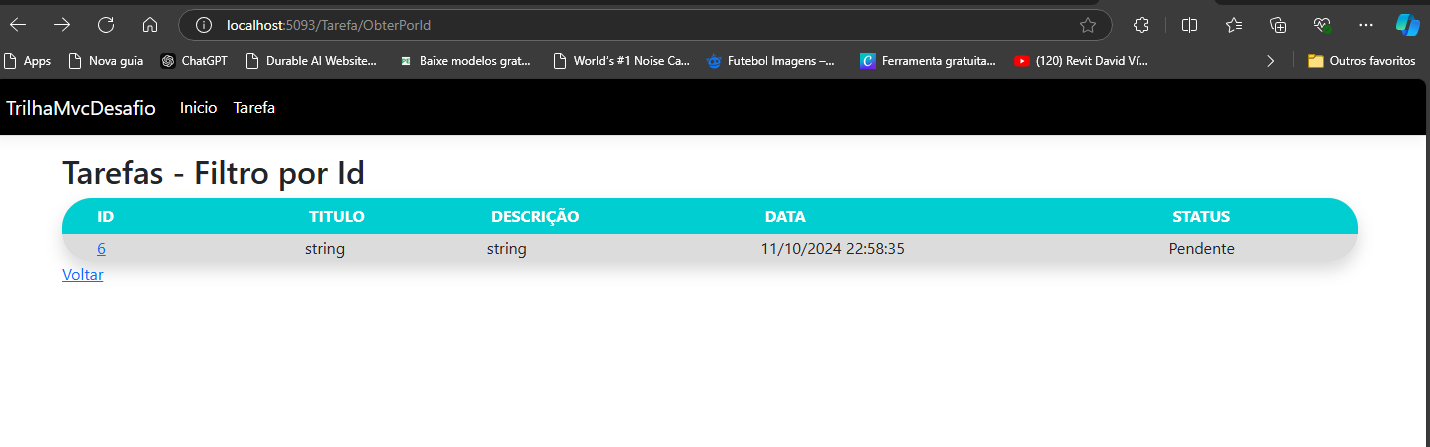 localhost:5093/Tarefa/ObterPorId
Apps Nova guia ChatGPT Durable AI Website... Baixe modelos grat... World's #1 Noise Ca... Futebol Imagens –... Ferramenta gratuita... (120) Revit David Ví... Outros favoritos
TrilhaMvcDesafio Inicio Tarefa
Tarefas - Filtro por Id
ID TITULO DESCRIÇÃO DATA STATUS
6 string string 11/10/2024 22:58:35 Pendente
Voltar